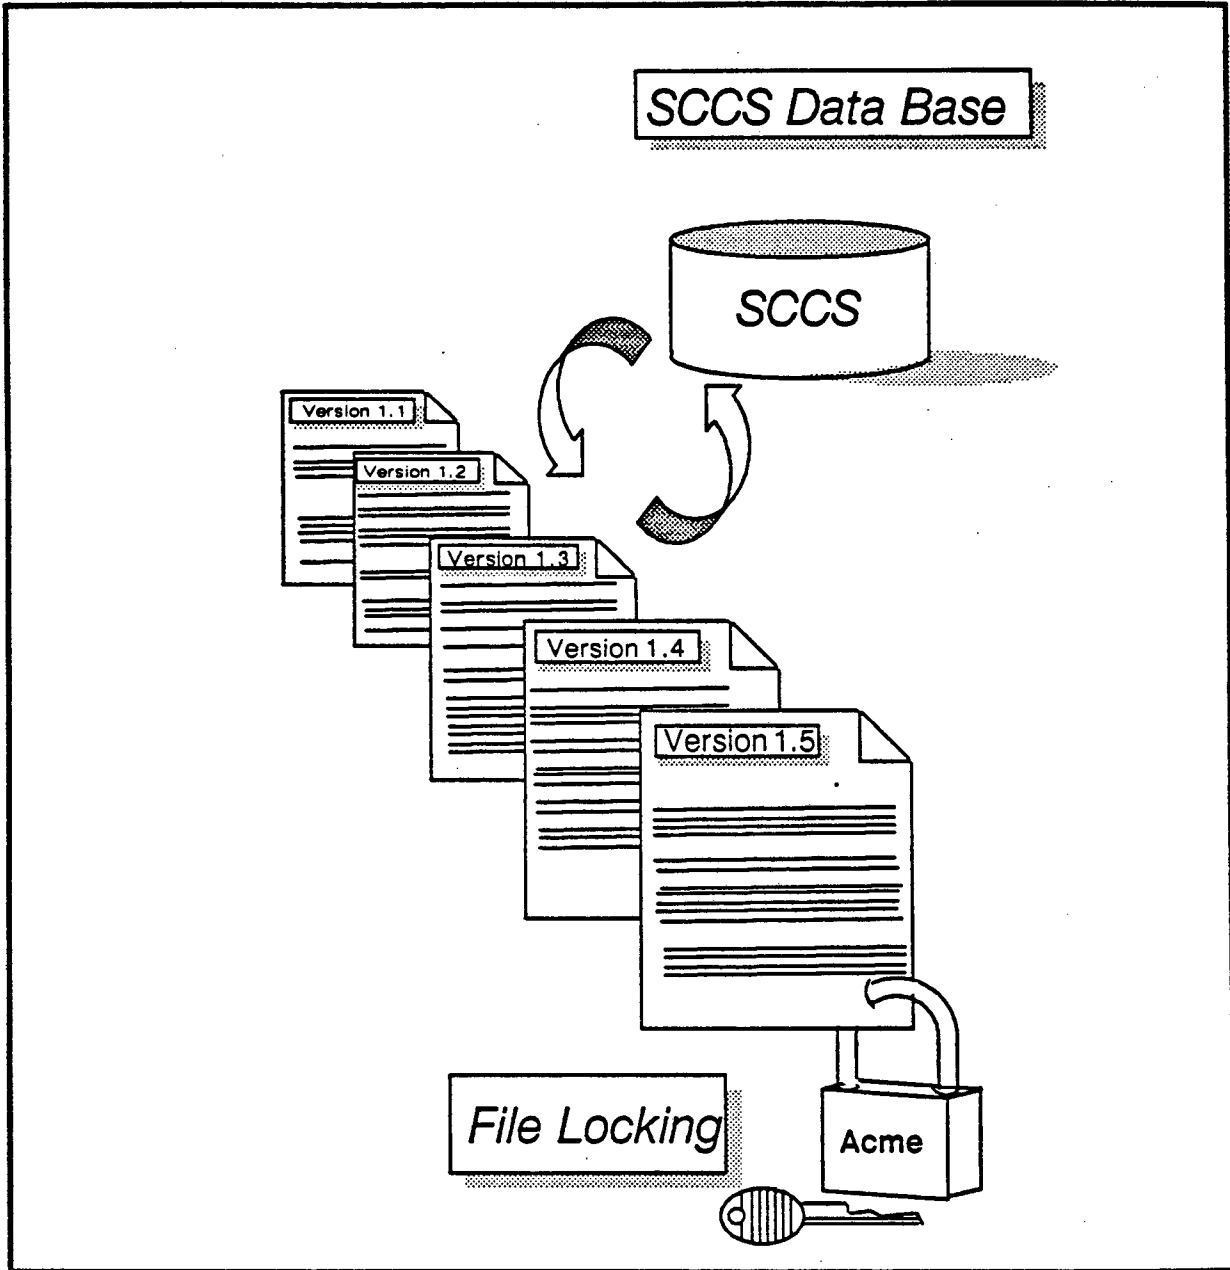 SCCS Data Base
SCCS
Version 1.1
Version 1.2
Version 1.3
Version 1.4
Version 1.5
File Locking
Acme